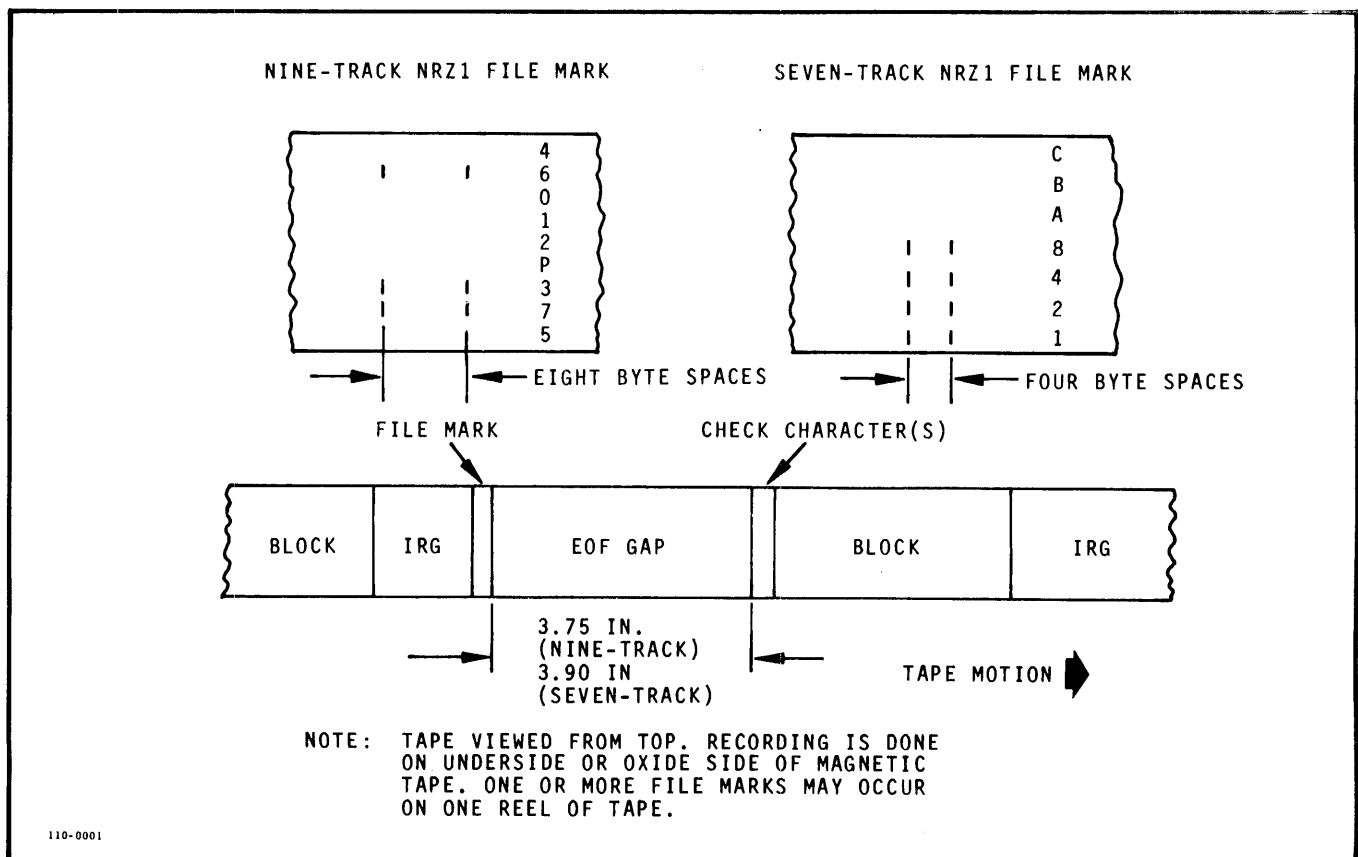 NINE-TRACK NRZ1 FILE MARK
SEVEN-TRACK NRZ1 FILE MARK
4
6
0
1
2
P
3
7
5
C
B
A
8
4
2
1
EIGHT BYTE SPACES
FOUR BYTE SPACES
FILE MARK
CHECK CHARACTER(S)
BLOCK
IRG
EOF GAP
BLOCK
IRG
3.75 IN.
(NINE-TRACK)
3.90 IN
(SEVEN-TRACK)
TAPE MOTION
NOTE: TAPE VIEWED FROM TOP. RECORDING IS DONE
ON UNDERSIDE OR OXIDE SIDE OF MAGNETIC
TAPE. ONE OR MORE FILE MARKS MAY OCCUR
ON ONE REEL OF TAPE.
110-0001